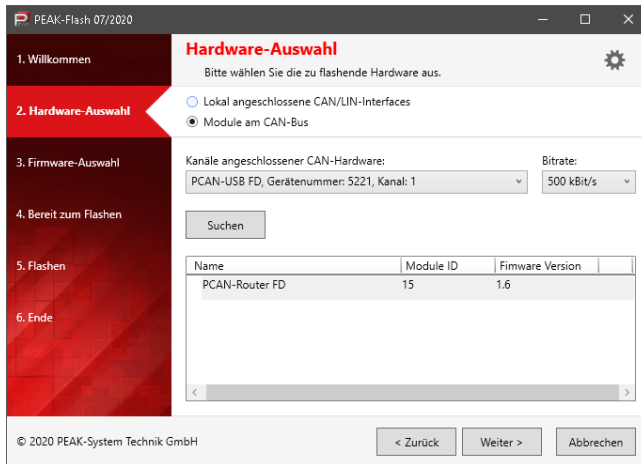 PEAK-Flash 07/2020
1. Willkommen
2. Hardware-Auswahl
3. Firmware-Auswahl
4. Bereit zum Flashen
5. Flashen
6. Ende
Hardware-Auswahl
Bitte wählen Sie die zu flashende Hardware aus.
Lokal angeschlossene CAN/LIN-Interfaces
Module am CAN-Bus
Kanäle angeschlossener CAN-Hardware: Bitrate:
PCAN-USB FD, Gerätenummer: 5221, Kanal: 1 500 kBit/s
Suchen
Name Module ID Fimware Version
PCAN-Router FD 15 1.6
© 2020 PEAK-System Technik GmbH < Zurück Weiter > Abbrechen